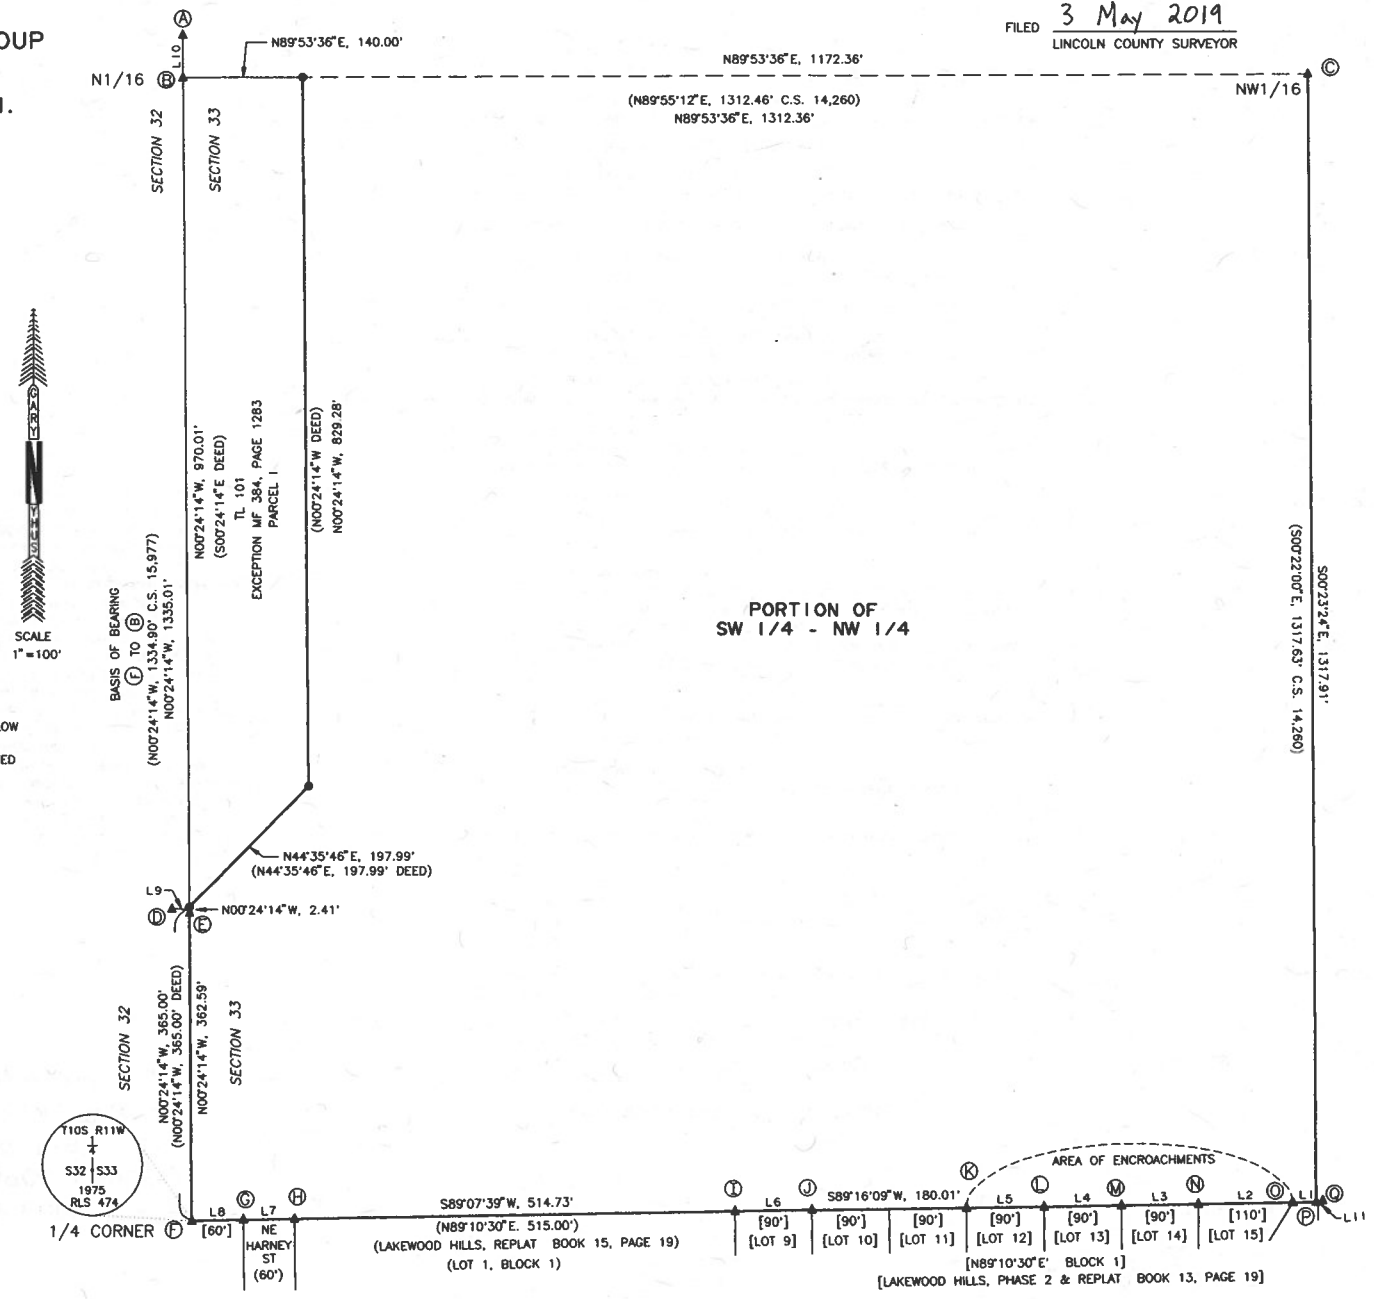 OUP
FILED 3 May 2019
LINCOLN COUNTY SURVEYOR
A
L10
N89°53'36"E, 140.00'
N1/16 B
N89°53'36"E, 1172.36'
C
NW1/16
(N89°55'12"E, 1312.46' C.S. 14,260)
N89°53'36"E, 1312.36'
SECTION 32
SECTION 33
GARY
N
THUS
SCALE
1"=100'
OW
ED
BASIS OF BEARING
F TO B
(N00°24'14"W, 1334.90' C.S. 15,977)
N00°24'14"W, 1335.01'
N00°24'14"W, 970.01'
(S00°24'14"E DEED)
TL 101
EXCEPTION MF 384, PAGE 1283
PARCEL I
(N00°24'14"W DEED)
N00°24'14"W, 829.28'
PORTION OF
SW 1/4 - NW 1/4
(S00°22'00"E, 1317.63' C.S. 14,260)
S00°23'24"E, 1317.91'
N44°35'46"E, 197.99'
(N44°35'46"E, 197.99' DEED)
L9
D
E
N00°24'14"W, 2.41'
SECTION 32
N00°24'14"W, 365.00'
(N00°24'14"W, 365.00' DEED)
N00°24'14"W, 362.59'
SECTION 33
T10S R11W
1/4
S32 S33
1975
RLS 474
1/4 CORNER F
L8
[60']
G
L7
H
NE
HARNEY
ST
(60')
S89°07'39"W, 514.73'
(N89°10'30"E. 515.00')
(LAKEWOOD HILLS, REPLAT BOOK 15, PAGE 19)
(LOT 1, BLOCK 1)
I
L6
J
S89°16'09"W, 180.01'
K
AREA OF ENCROACHMENTS
L5
L
L4
M
L3
N
L2
O
L1
Q
P
L11
[90'] [90'] [90'] [90'] [90'] [90'] [110']
[LOT 9] [LOT 10] [LOT 11] [LOT 12] [LOT 13] [LOT 14] [LOT 15]
[N89°10'30"E' BLOCK 1]
[LAKEWOOD HILLS, PHASE 2 & REPLAT BOOK 13, PAGE 19]